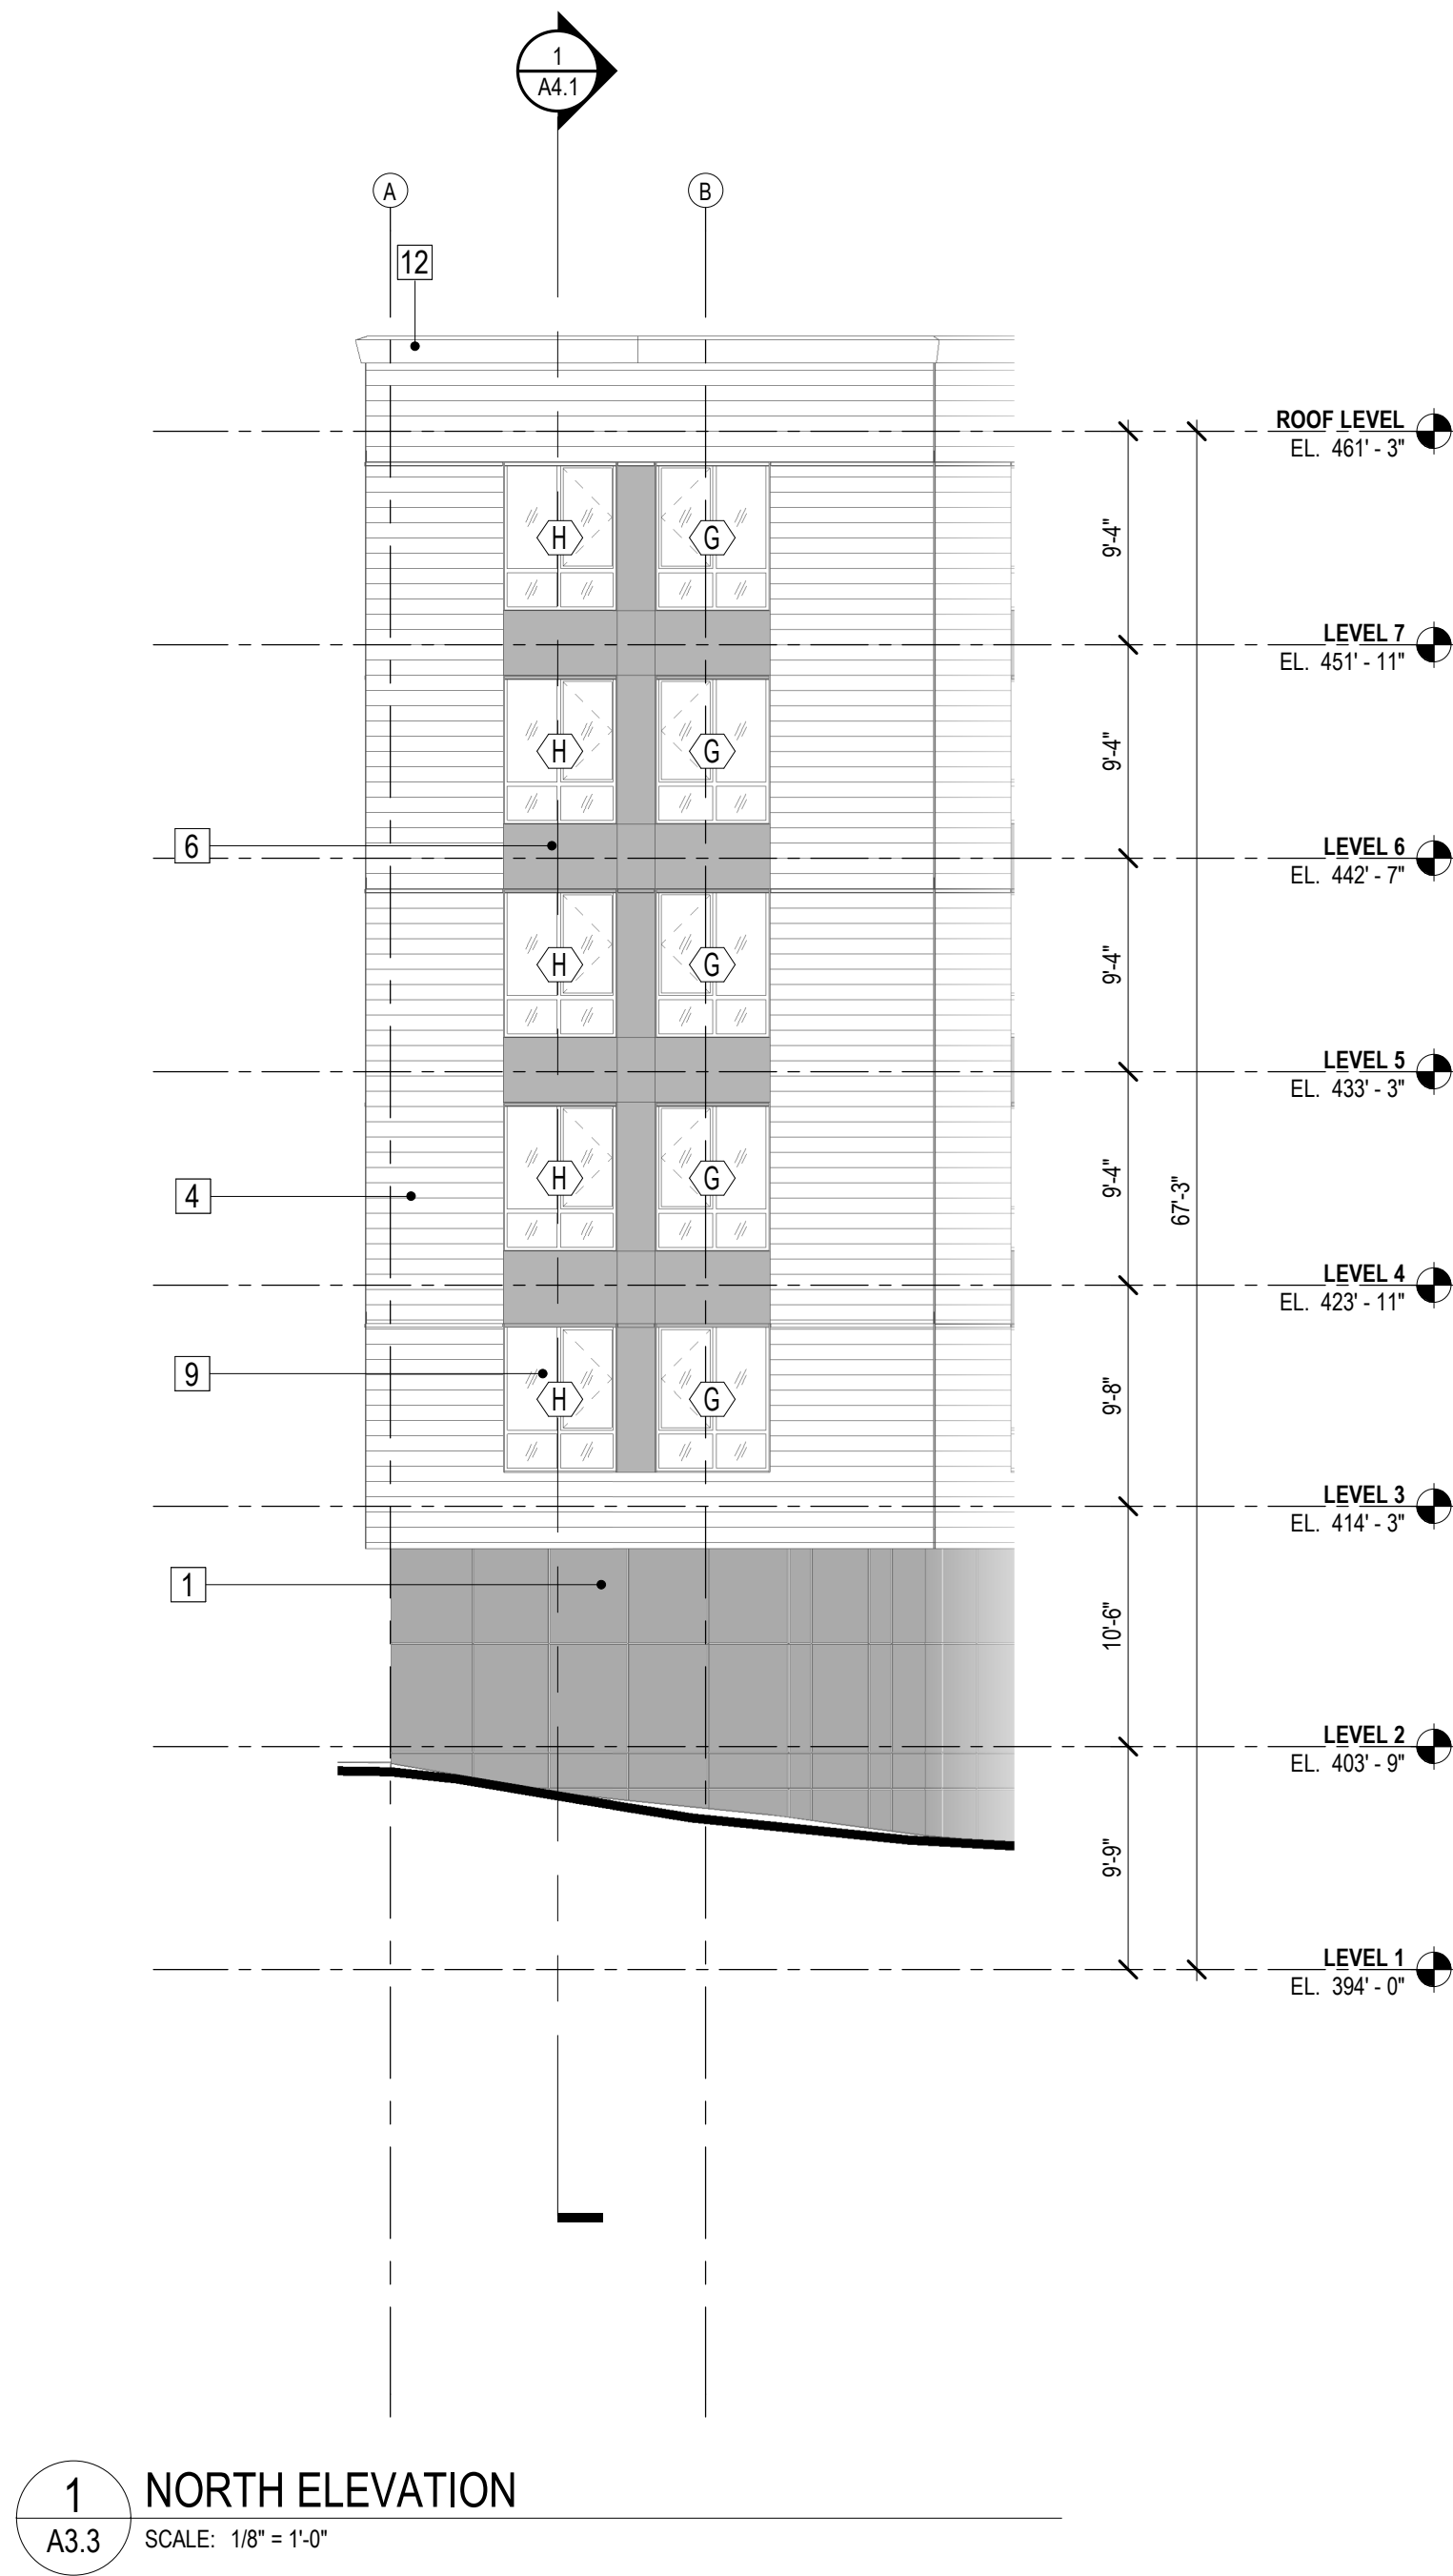 1
A4.1
A
B
12
ROOF LEVEL
EL. 461' - 3"
H
G
9'-4"
LEVEL 7
EL. 451' - 11"
H
G
9'-4"
6
LEVEL 6
EL. 442' - 7"
H
G
9'-4"
LEVEL 5
EL. 433' - 3"
4
H
G
9'-4"
67'-3"
LEVEL 4
EL. 423' - 11"
9
H
G
9'-8"
LEVEL 3
EL. 414' - 3"
1
10'-6"
LEVEL 2
EL. 403' - 9"
9'-9"
LEVEL 1
EL. 394' - 0"
1
A3.3
NORTH ELEVATION
SCALE: 1/8" = 1'-0"